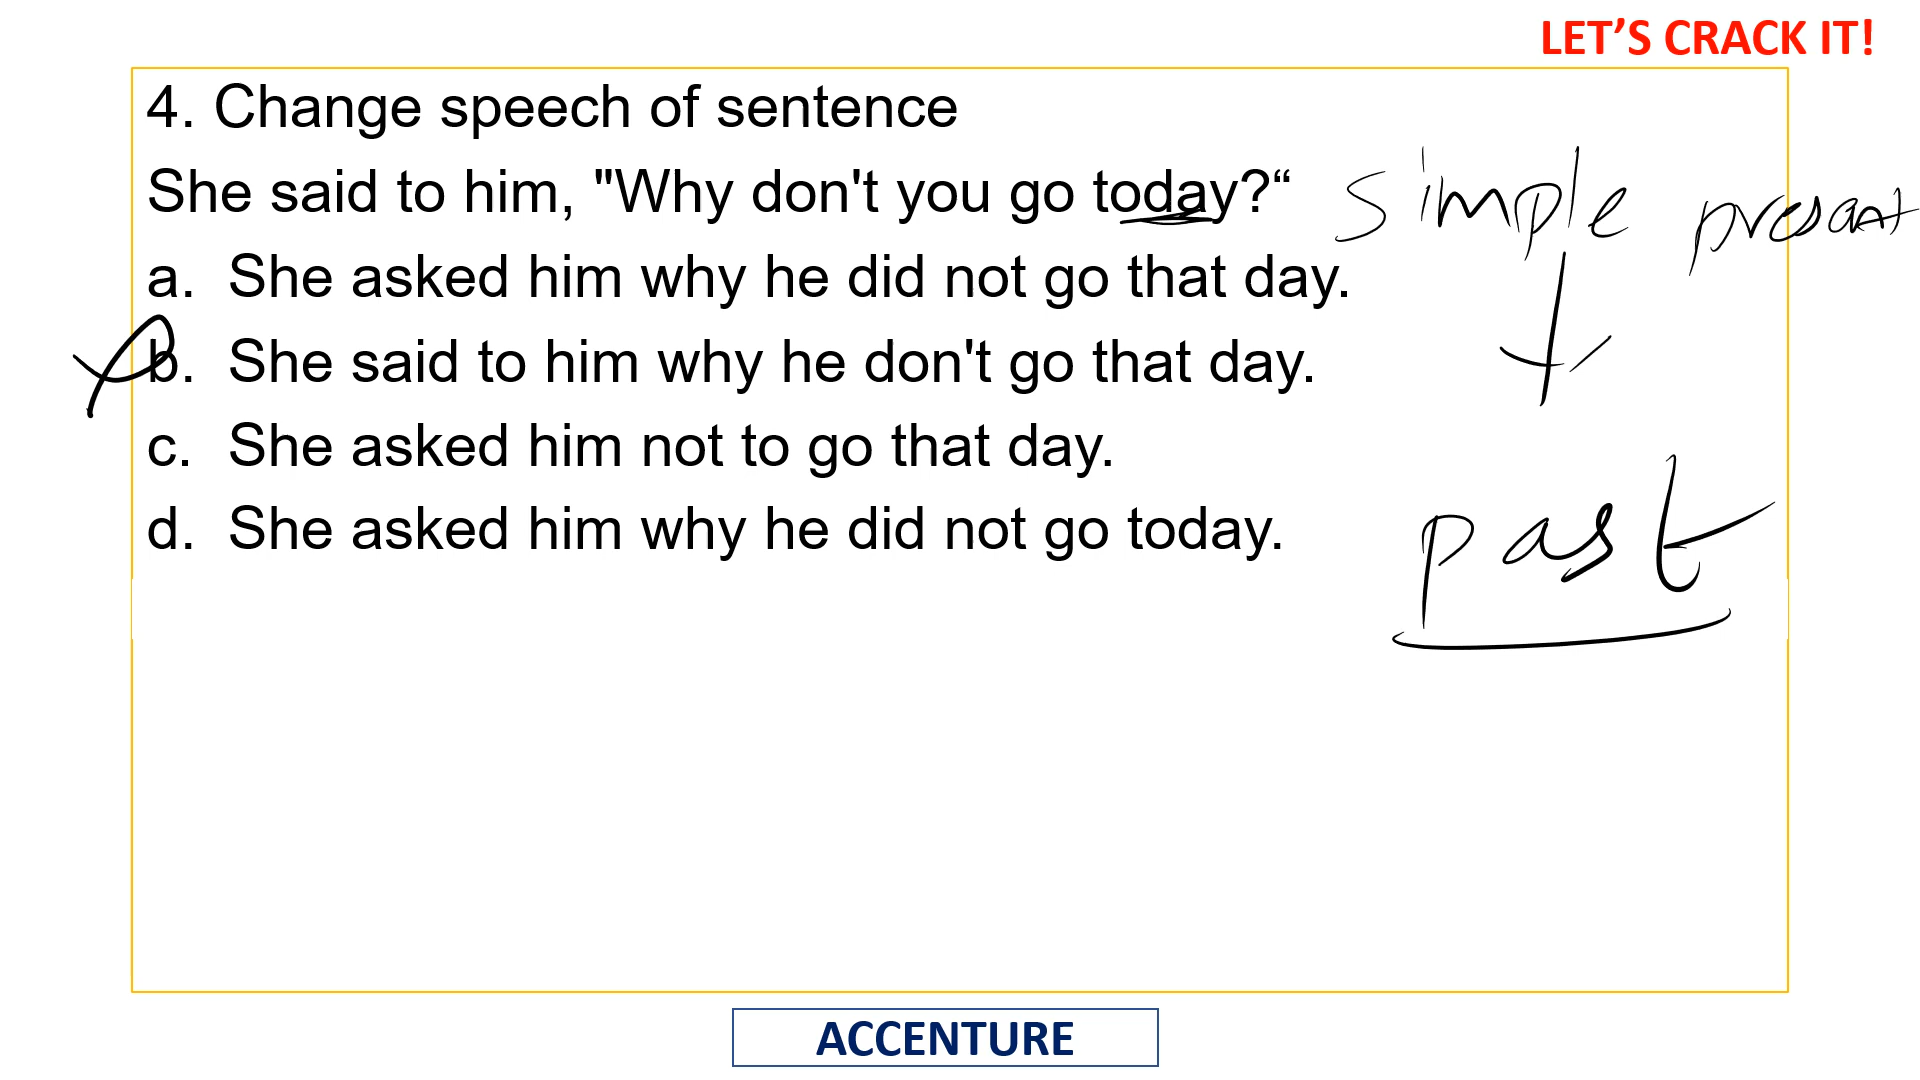 LET’S CRACK IT!
4. Change speech of sentence
She said to him, "Why don't you go today?“
simple present
a. She asked him why he did not go that day.
b. She said to him why he don't go that day.
c. She asked him not to go that day.
d. She asked him why he did not go today.
past
ACCENTURE